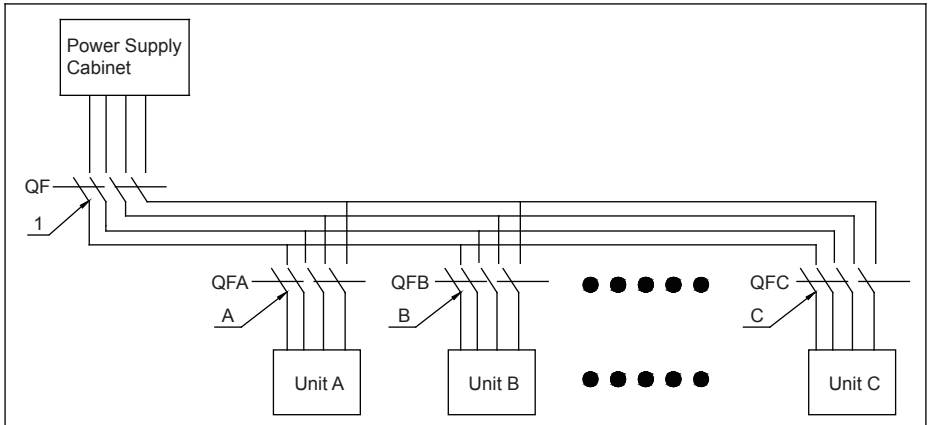 Power Supply
Cabinet
QF
1
QFA
QFB
QFC
A
B
C
Unit A
Unit B
Unit C